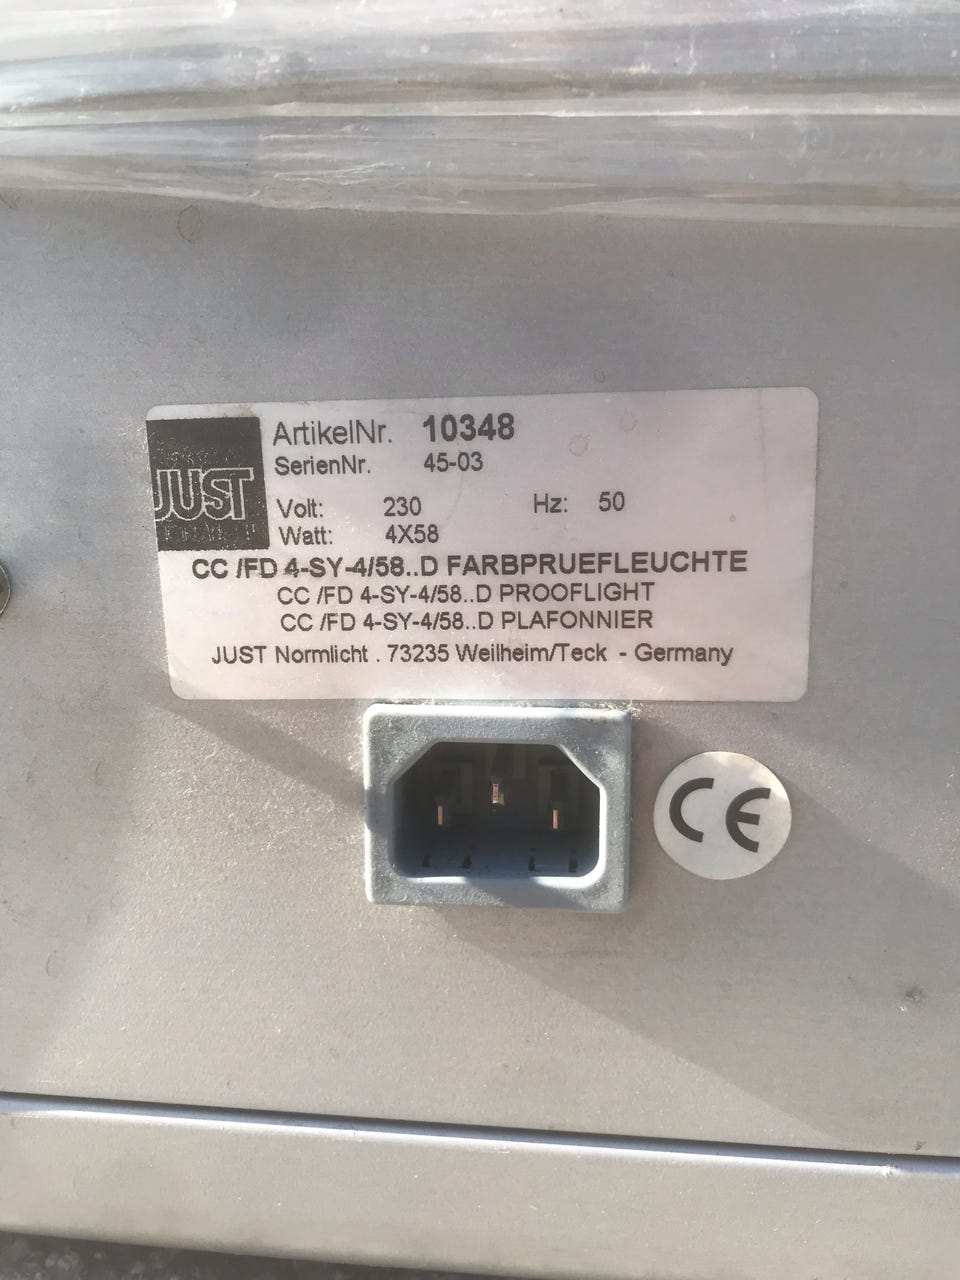 JUST
ArtikelNr. 10348
SerienNr. 45-03
Volt: 230 Hz: 50
Watt: 4X58
CC /FD 4-SY-4/58..D FARBPRUEFLEUCHTE
CC /FD 4-SY-4/58..D PROOFLIGHT
CC /FD 4-SY-4/58..D PLAFONNIER
JUST Normlicht . 73235 Weilheim/Teck - Germany
CE